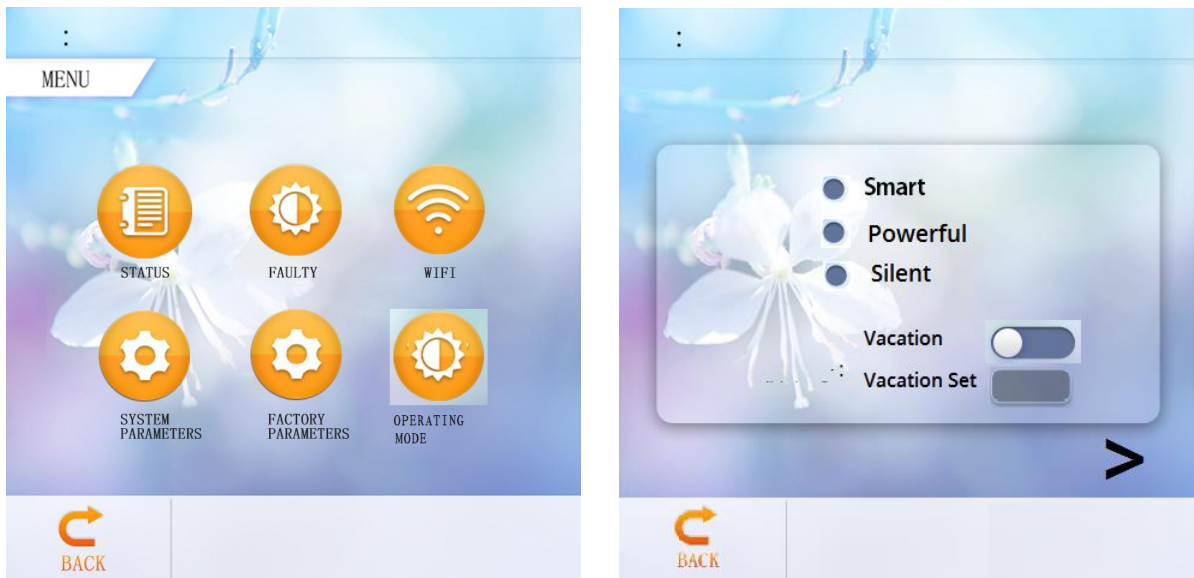 :
MENU
STATUS
FAULTY
WIFI
SYSTEM
PARAMETERS
FACTORY
PARAMETERS
OPERATING
MODE
BACK
:
Smart
Powerful
Silent
Vacation
Vacation Set
>
BACK